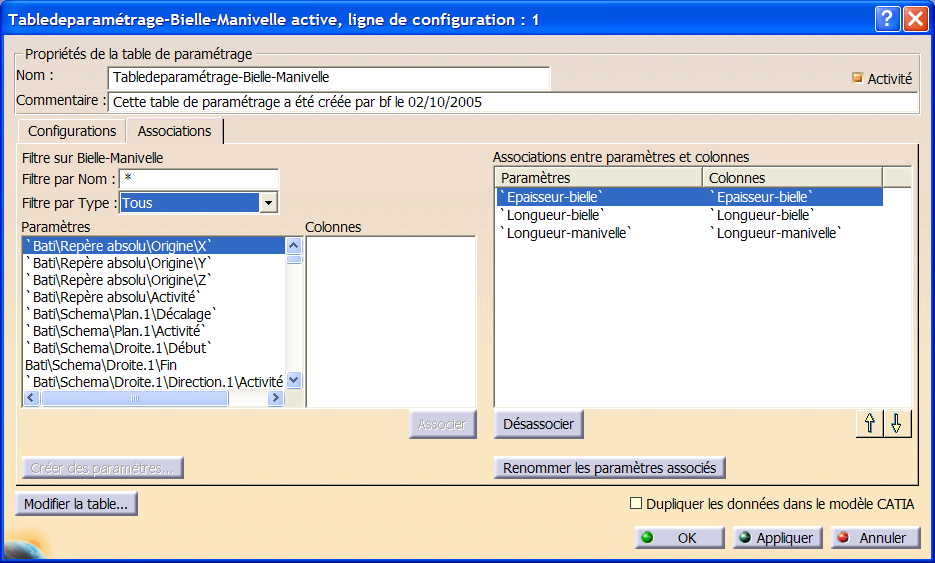 Tabledeparamétrage-Bielle-Manivelle active, ligne de configuration : 1
Propriétés de la table de paramétrage
Nom : Tabledeparamétrage-Bielle-Manivelle
Activité
Commentaire : Cette table de paramétrage a été créée par bf le 02/10/2005
Configurations Associations
Filtre sur Bielle-Manivelle
Filtre par Nom : *
Filtre par Type : Tous
Paramètres Colonnes
`Bati\Repère absolu\Origine\X`
`Bati\Repère absolu\Origine\Y`
`Bati\Repère absolu\Origine\Z`
`Bati\Repère absolu\Activité`
`Bati\Schema\Plan.1\Décalage`
`Bati\Schema\Plan.1\Activité`
`Bati\Schema\Droite.1\Début`
Bati\Schema\Droite.1\Fin
`Bati\Schema\Droite.1\Direction.1\Activité
Associer
Créer des paramètres...
Associations entre paramètres et colonnes
Paramètres Colonnes
`Epaisseur-bielle` `Epaisseur-bielle`
`Longueur-bielle` `Longueur-bielle`
`Longueur-manivelle` `Longueur-manivelle`
Désassocier
Renommer les paramètres associés
Modifier la table...
Dupliquer les données dans le modèle CATIA
OK Appliquer Annuler